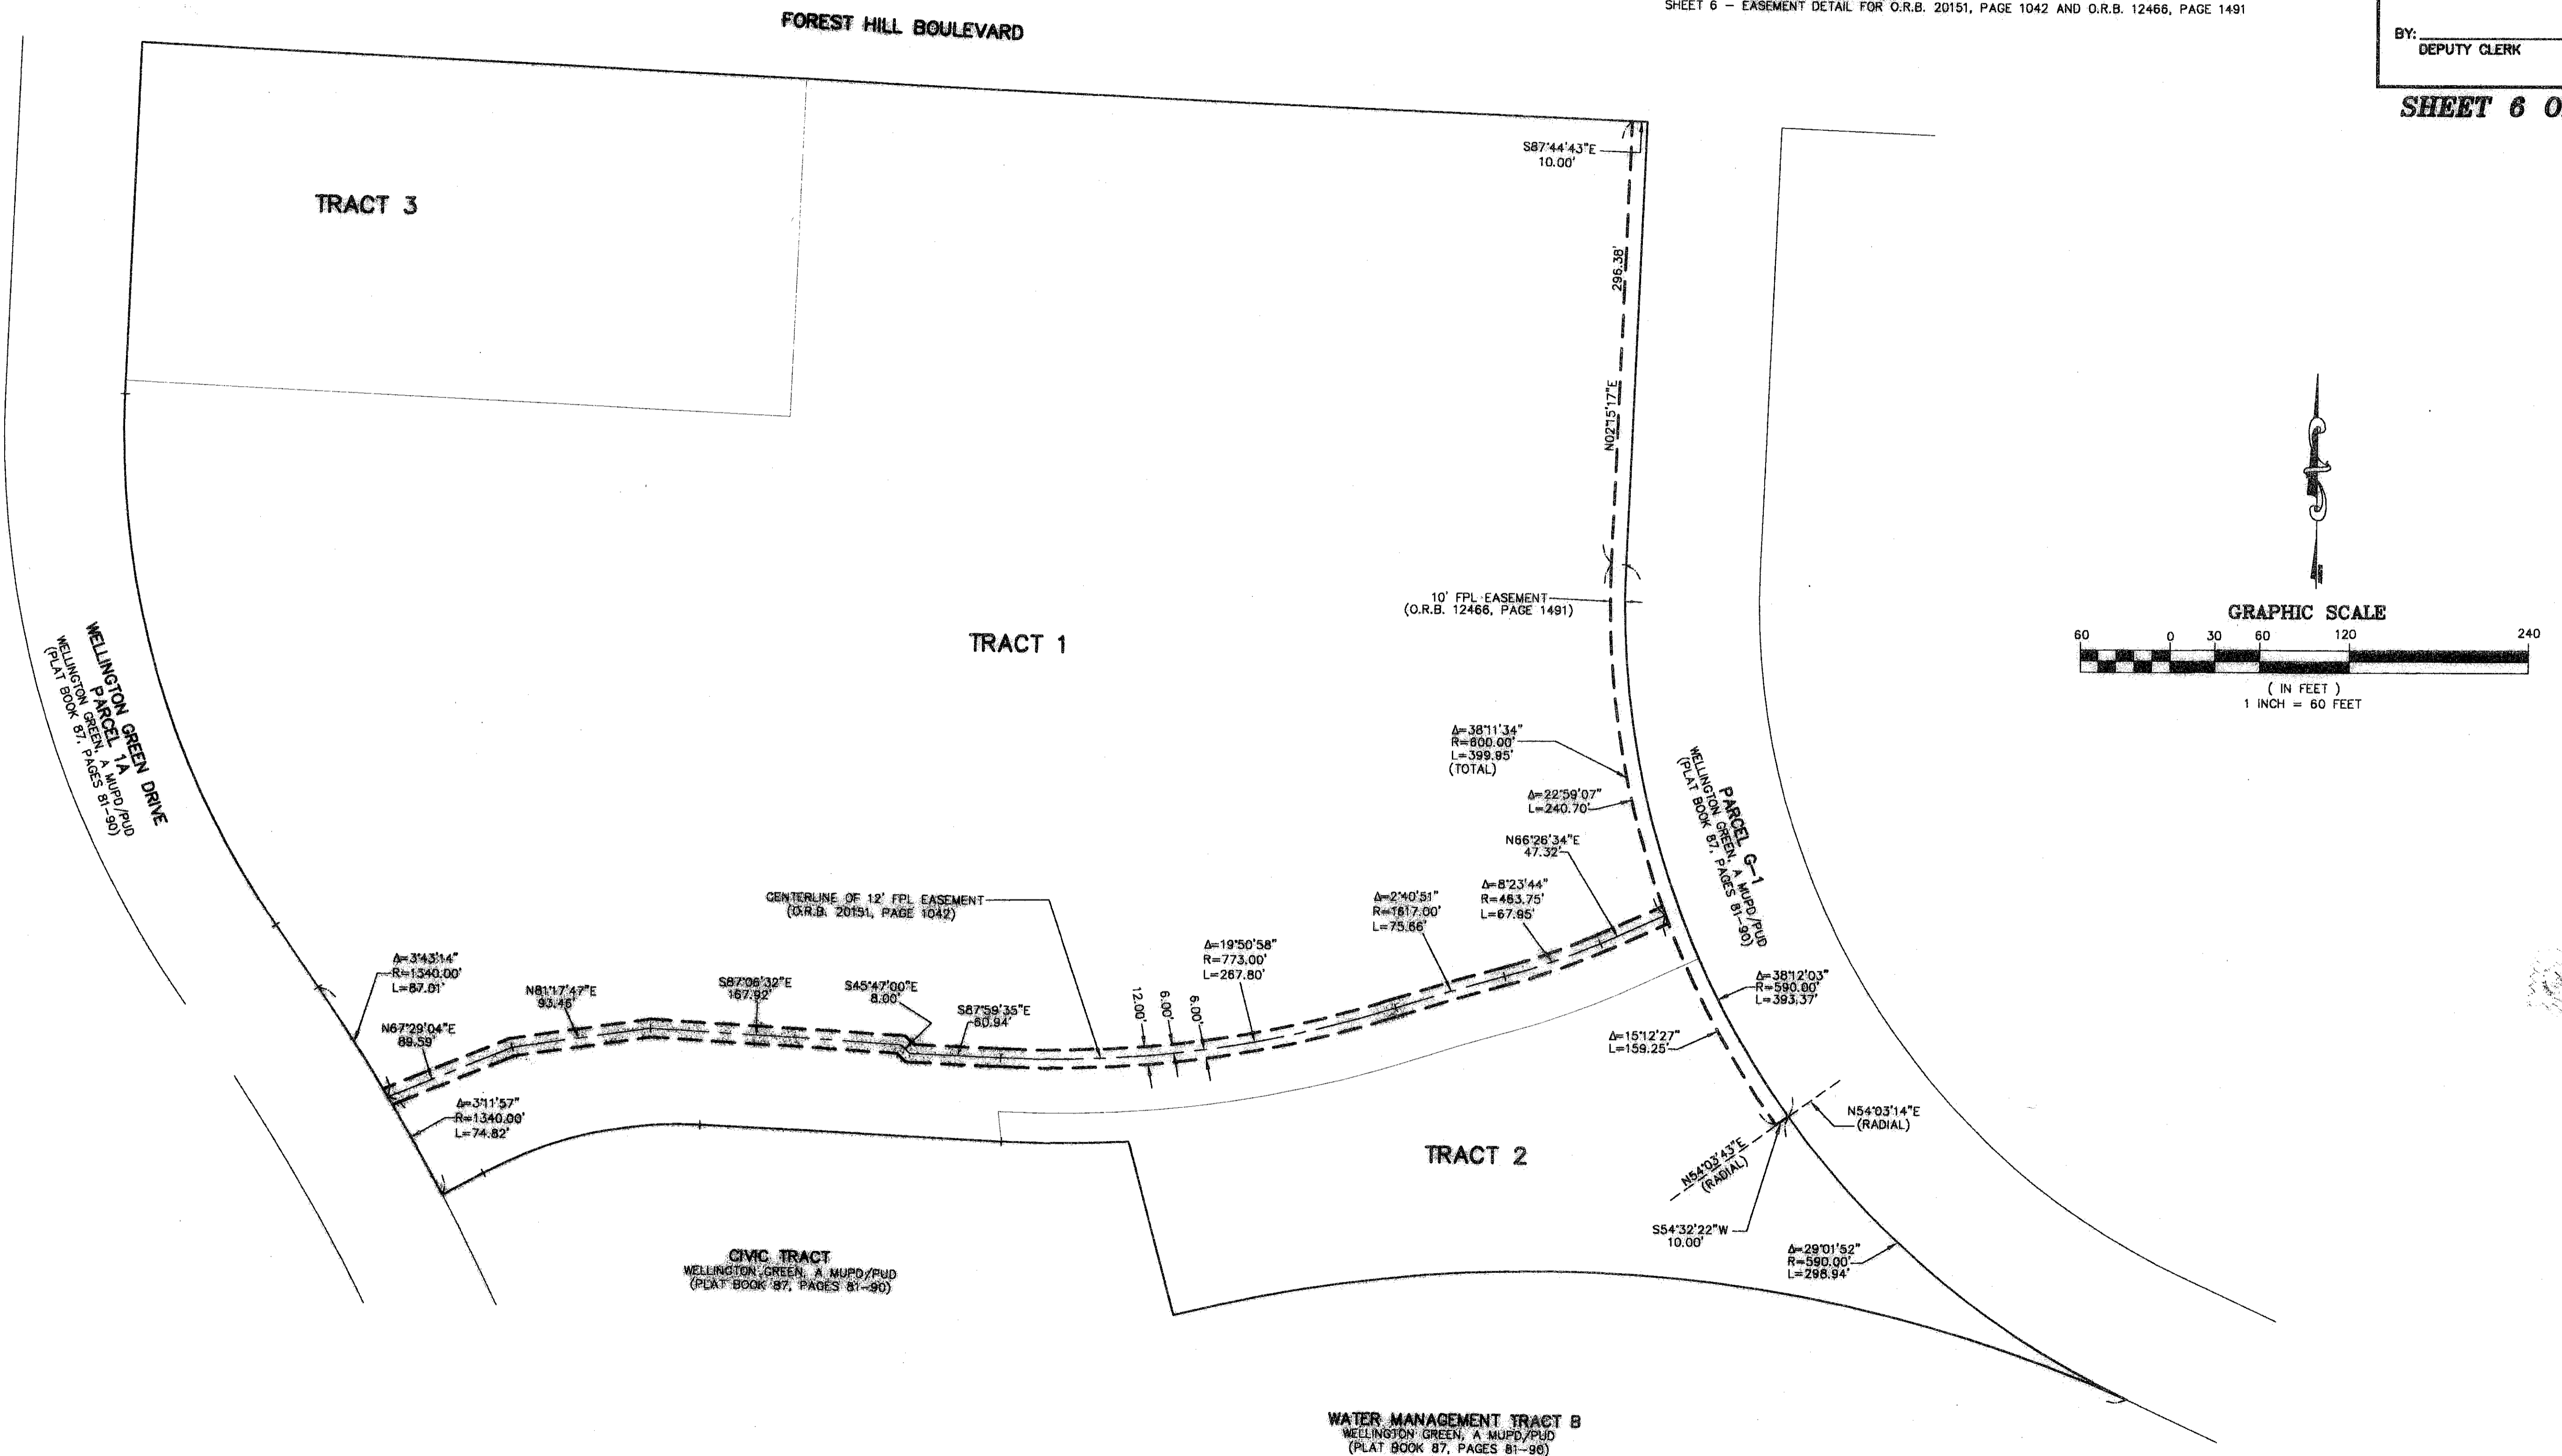 SHEET 6 - EASEMENT DETAIL FOR O.R.B. 20151, PAGE 1042 AND O.R.B. 12466, PAGE 1491
BY:
DEPUTY CLERK
SHEET 6 O
FOREST HILL BOULEVARD
S87°44'43"E
10.00'
TRACT 3
296.38'
N02°15'17"E
10' FPL EASEMENT
(O.R.B. 12466, PAGE 1491)
TRACT 1
GRAPHIC SCALE
60 0 30 60 120 240
( IN FEET )
1 INCH = 60 FEET
WELLINGTON GREEN DRIVE
PARCEL 1A
WELLINGTON GREEN, A MUPD/PUD
(PLAT BOOK 87, PAGES 81-90)
Δ=38°11'34"
R=600.00'
L=399.95'
(TOTAL)
Δ=22°59'07"
L=240.70'
PARCEL G-1
WELLINGTON GREEN, A MUPD/PUD
(PLAT BOOK 87, PAGES 81-90)
N66°26'34"E
47.32'
CENTERLINE OF 12' FPL EASEMENT
(O.R.B. 20151, PAGE 1042)
Δ=2°40'51"
R=1617.00'
L=75.66'
Δ=8°23'44"
R=463.75'
L=67.95'
Δ=19°50'58"
R=773.00'
L=267.80'
Δ=3°43'14"
R=1340.00'
L=87.01'
N81°17'47"E
93.46'
S87°06'32"E
167.92'
S45°47'00"E
8.00'
S87°59'35"E
60.94'
12.00'
6.00'
6.00'
N67°29'04"E
89.59'
Δ=38°12'03"
R=590.00'
L=393.37'
Δ=15°12'27"
L=159.25'
Δ=3°11'57"
R=1340.00'
L=74.82'
N54°03'14"E
(RADIAL)
TRACT 2
N54°03'43"E
(RADIAL)
S54°32'22"W
10.00'
Δ=29°01'52"
R=590.00'
L=298.94'
CIVIC TRACT
WELLINGTON GREEN, A MUPD/PUD
(PLAT BOOK 87, PAGES 81-90)
WATER MANAGEMENT TRACT B
WELLINGTON GREEN, A MUPD/PUD
(PLAT BOOK 87, PAGES 81-90)